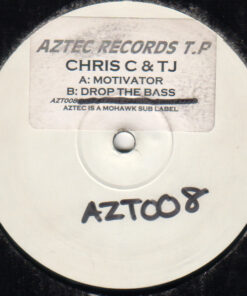 AZTEC RECORDS T.P
CHRIS C & TJ
A: MOTIVATOR
B: DROP THE BASS
AZT008
AZTEC IS A MOHAWK SUB LABEL
AZT008